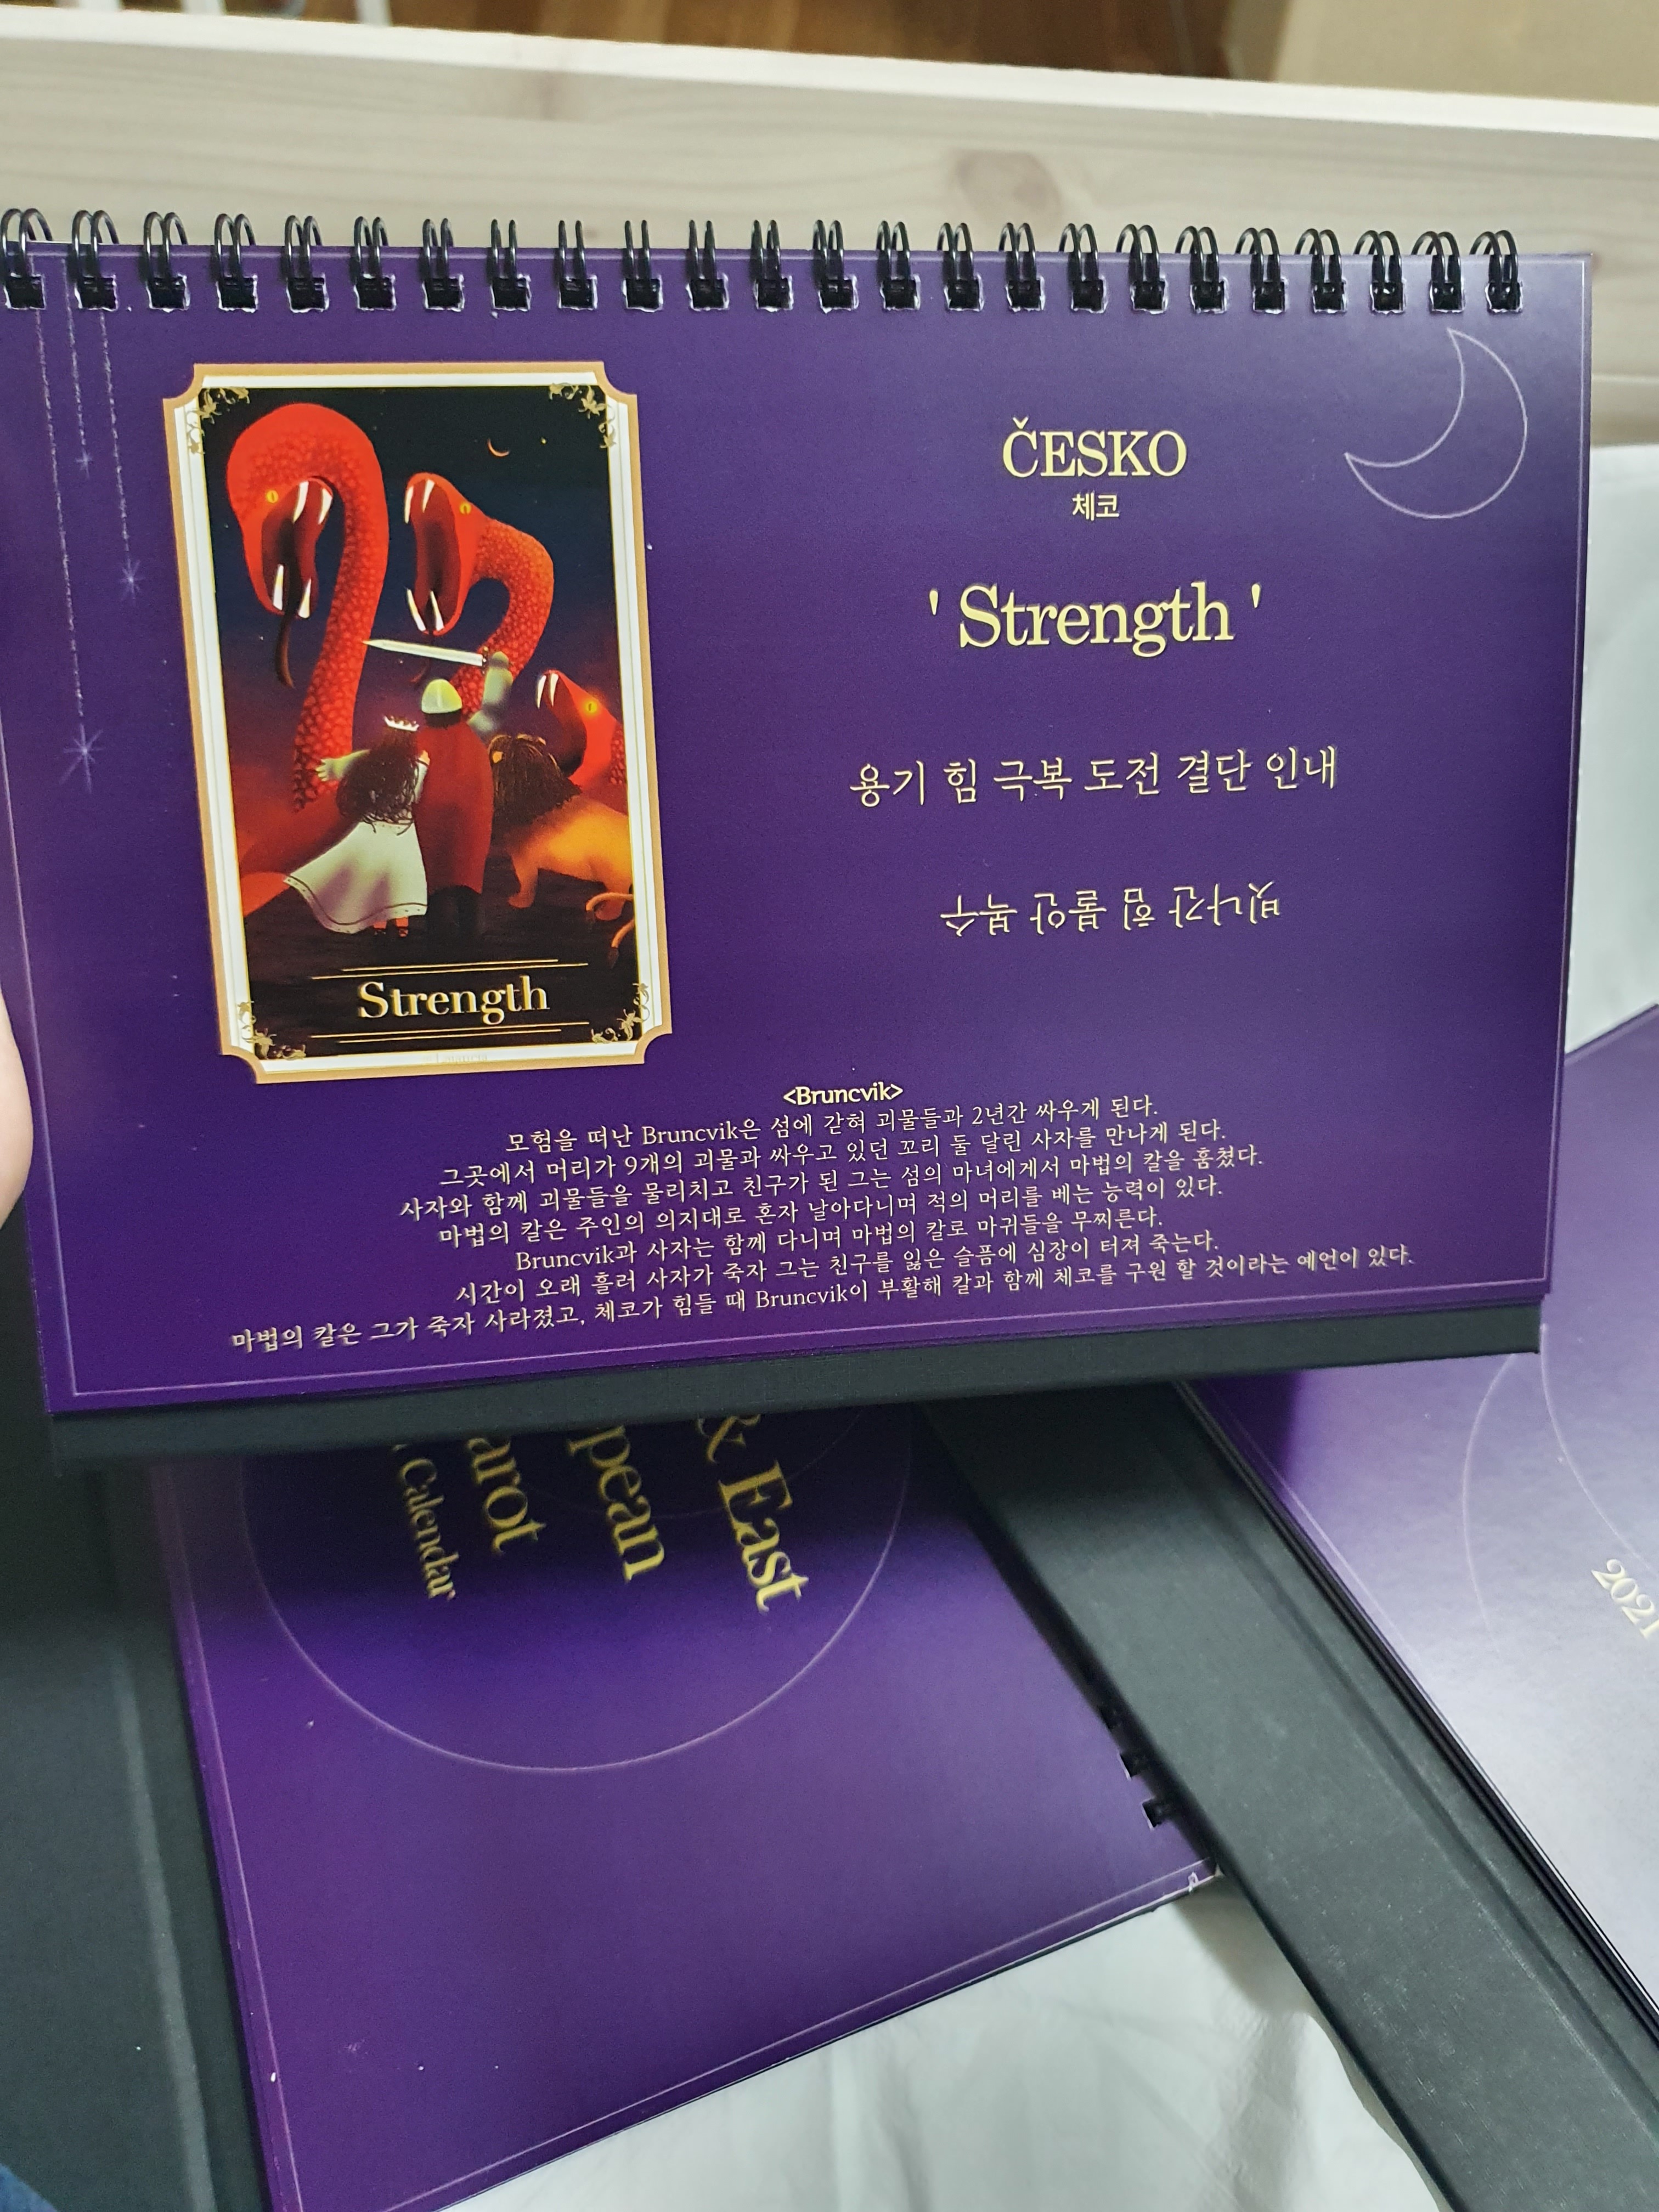 ČESKO
체코
' Strength '
용기 힘 극복 도전 결단 인내
빗나간 힘 불안 복수
Strength
<Bruncvik>
모험을 떠난 Bruncvik은 섬에 갇혀 괴물들과 2년간 싸우게 된다.
그곳에서 머리가 9개의 괴물과 싸우고 있던 꼬리 둘 달린 사자를 만나게 된다.
사자와 함께 괴물들을 물리치고 친구가 된 그는 섬의 마녀에게서 마법의 칼을 훔쳤다.
마법의 칼은 주인의 의지대로 혼자 날아다니며 적의 머리를 베는 능력이 있다.
Bruncvik과 사자는 함께 다니며 마법의 칼로 마귀들을 무찌른다.
시간이 오래 흘러 사자가 죽자 그는 친구를 잃은 슬픔에 심장이 터져 죽는다.
마법의 칼은 그가 죽자 사라졌고, 체코가 힘들 때 Bruncvik이 부활해 칼과 함께 체코를 구원 할 것이라는 예언이 있다.
& East
pean
arot
Calendar
2021